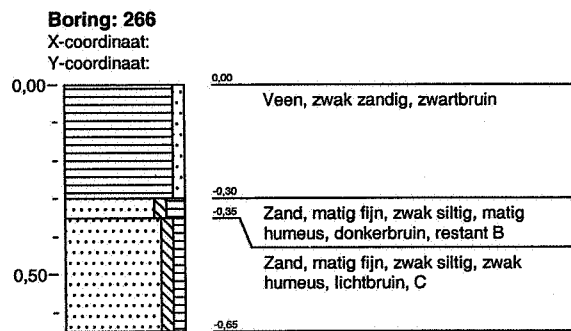 Boring: 266
X-coordinaat:
Y-coordinaat:
0,00
0,00
Veen, zwak zandig, zwartbruin
-0,30
-0,35
Zand, matig fijn, zwak siltig, matig
humeus, donkerbruin, restant B
Zand, matig fijn, zwak siltig, zwak
humeus, lichtbruin, C
0,50
-0,65